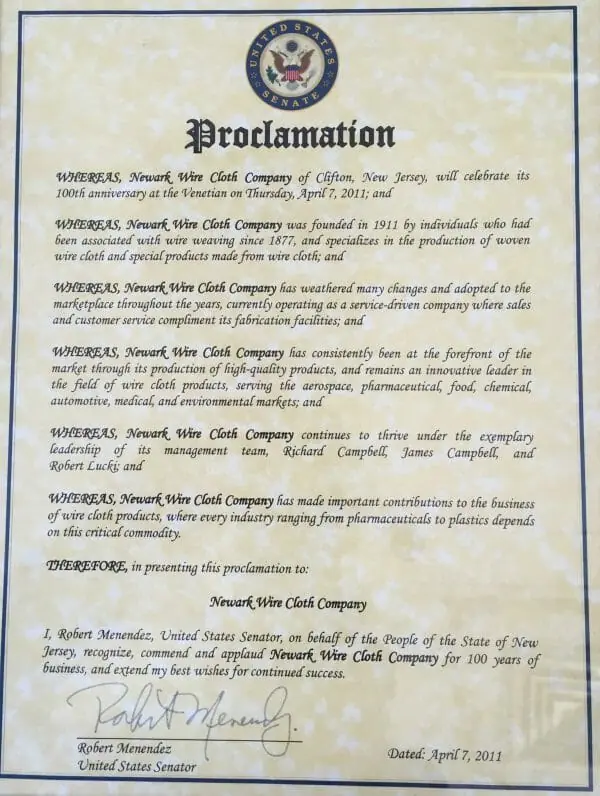 UNITED STATES
SENATE
Proclamation
WHEREAS, Newark Wire Cloth Company of Clifton, New Jersey, will celebrate its
100th anniversary at the Venetian on Thursday, April 7, 2011; and
WHEREAS, Newark Wire Cloth Company was founded in 1911 by individuals who had
been associated with wire weaving since 1877, and specializes in the production of woven
wire cloth and special products made from wire cloth; and
WHEREAS, Newark Wire Cloth Company has weathered many changes and adopted to the
marketplace throughout the years, currently operating as a service-driven company where sales
and customer service compliment its fabrication facilities; and
WHEREAS, Newark Wire Cloth Company has consistently been at the forefront of the
market through its production of high-quality products, and remains an innovative leader in
the field of wire cloth products, serving the aerospace, pharmaceutical, food, chemical,
automotive, medical, and environmental markets; and
WHEREAS, Newark Wire Cloth Company continues to thrive under the exemplary
leadership of its management team, Richard Campbell, James Campbell, and
Robert Lucki; and
WHEREAS, Newark Wire Cloth Company has made important contributions to the business
of wire cloth products, where every industry ranging from pharmaceuticals to plastics depends
on this critical commodity.
THEREFORE, in presenting this proclamation to:
Newark Wire Cloth Company
I, Robert Menendez, United States Senator, on behalf of the People of the State of New
Jersey, recognize, commend and applaud Newark Wire Cloth Company for 100 years of
business, and extend my best wishes for continued success.
Robert Menendez
Robert Menendez
United States Senator
Dated: April 7, 2011